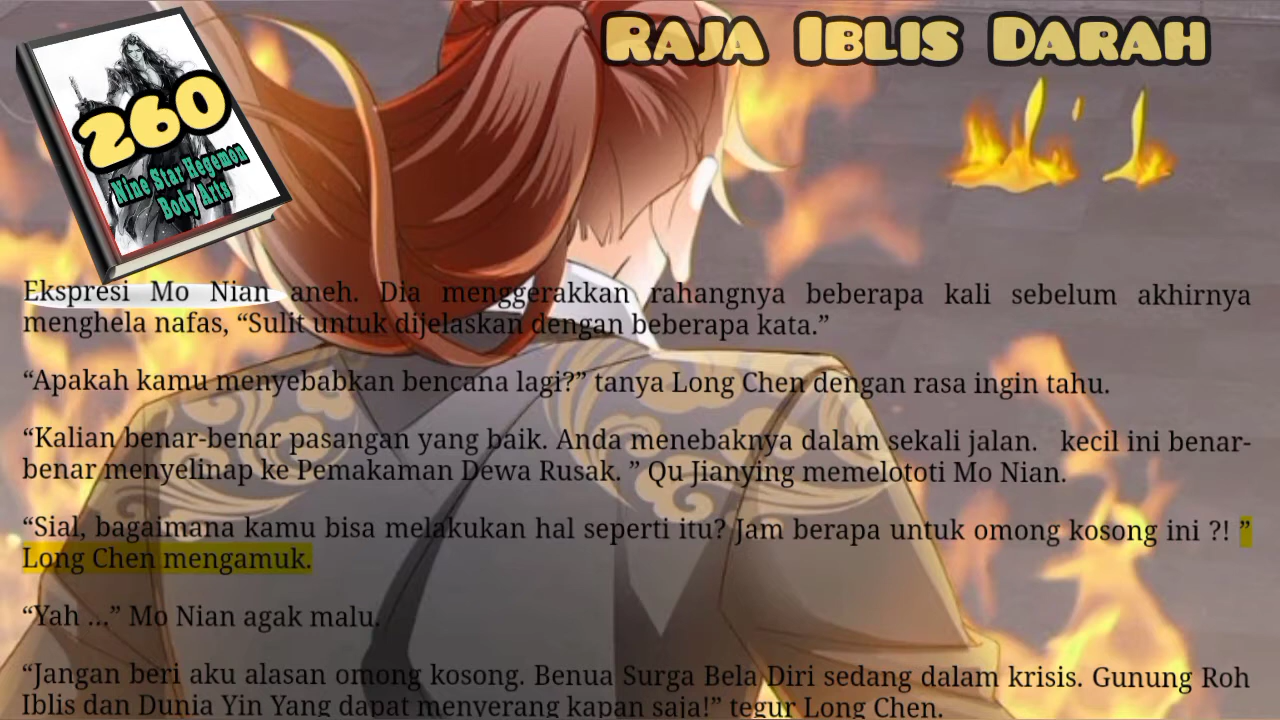 Raja Iblis Darah
260
Nine Star Hegemon
Body Arts
Ekspresi Mo Nian aneh. Dia menggerakkan rahangnya beberapa kali sebelum akhirnya
menghela nafas, “Sulit untuk dijelaskan dengan beberapa kata.”
“Apakah kamu menyebabkan bencana lagi?” tanya Long Chen dengan rasa ingin tahu.
“Kalian benar-benar pasangan yang baik. Anda menebaknya dalam sekali jalan. kecil ini benar-
benar menyelinap ke Pemakaman Dewa Rusak. ” Qu Jianying memelototi Mo Nian.
“Sial, bagaimana kamu bisa melakukan hal seperti itu? Jam berapa untuk omong kosong ini ?! ”
Long Chen mengamuk.
“Yah …” Mo Nian agak malu.
“Jangan beri aku alasan omong kosong. Benua Surga Bela Diri sedang dalam krisis. Gunung Roh
Iblis dan Dunia Yin Yang dapat menyerang kapan saja!” tegur Long Chen.